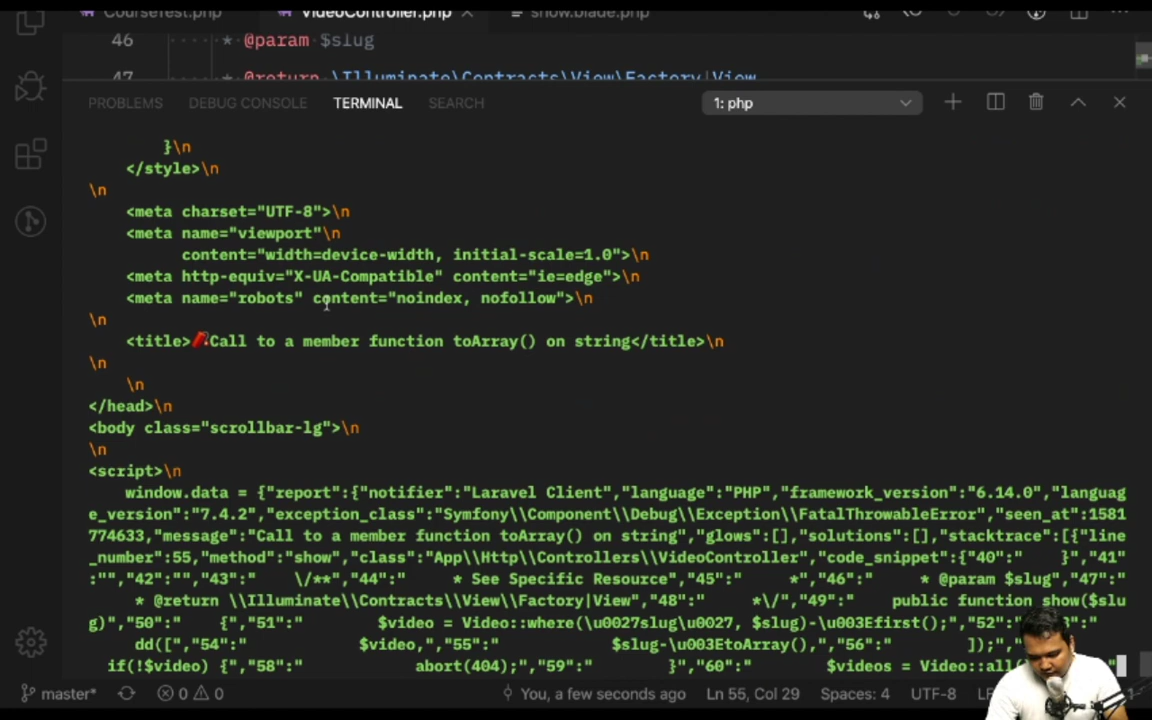 CourseTest.php VideoController.php show.blade.php
46 * @param $slug
47 * @return \Illuminate\Contracts\View\Factory|View
PROBLEMS DEBUG CONSOLE TERMINAL SEARCH 1: php
}\n
</style>\n
\n
<meta charset="UTF-8">\n
<meta name="viewport"\n
content="width=device-width, initial-scale=1.0">\n
<meta http-equiv="X-UA-Compatible" content="ie=edge">\n
<meta name="robots" content="noindex, nofollow">\n
\n
<title>🧨Call to a member function toArray() on string</title>\n
\n
\n
</head>\n
<body class="scrollbar-lg">\n
\n
<script>\n
window.data = {"report":{"notifier":"Laravel Client","language":"PHP","framework_version":"6.14.0","languag
e_version":"7.4.2","exception_class":"Symfony\\Component\\Debug\\Exception\\FatalThrowableError","seen_at":1581
774633,"message":"Call to a member function toArray() on string","glows":[],"solutions":[],"stacktrace":[{"line
_number":55,"method":"show","class":"App\\Http\\Controllers\\VideoController","code_snippet":{"40":" }","41"
:"","42":"","43":" \/**","44":" * See Specific Resource","45":" *","46":" * @param $slug","47":"
* @return \\Illuminate\\Contracts\\View\\Factory|View","48":" *\/","49":" public function show($slu
g)","50":" {","51":" $video = Video::where(\u0027slug\u0027, $slug)-\u003Efirst();","52":"
dd([","54":" $video,","55":" $slug-\u003EtoArray(),","56":" ]);"
if(!$video) {","58":" abort(404);","59":" }","60":" $videos = Video::all
master* 0 0 You, a few seconds ago Ln 55, Col 29 Spaces: 4 UTF-8